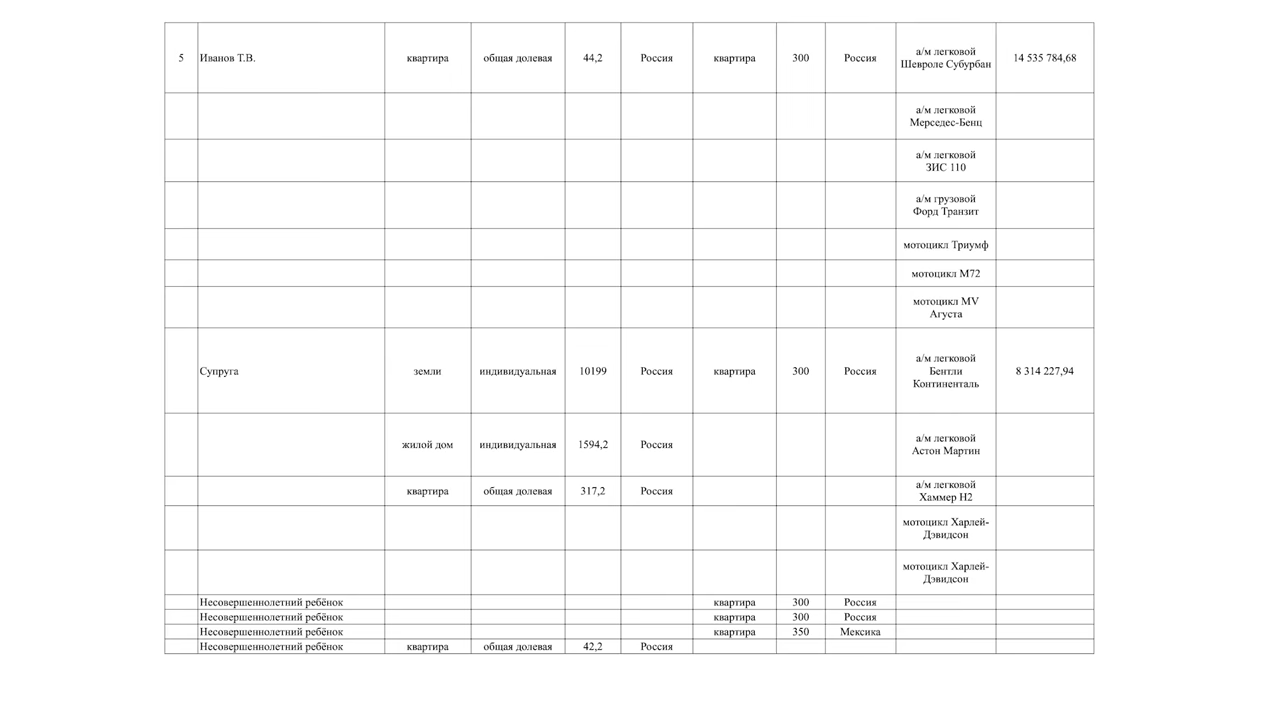 5 Иванов Т.В. квартира общая долевая 44,2 Россия квартира 300 Россия а/м легковой Шевроле Субурбан 14 535 784,68
а/м легковой
Мерседес-Бенц
а/м легковой
ЗИС 110
а/м грузовой
Форд Транзит
мотоцикл Триумф
мотоцикл М72
мотоцикл MV
Агуста
Супруга земли индивидуальная 10199 Россия квартира 300 Россия а/м легковой Бентли Континенталь 8 314 227,94
жилой дом индивидуальная 1594,2 Россия а/м легковой Астон Мартин
квартира общая долевая 317,2 Россия а/м легковой Хаммер Н2
мотоцикл Харлей-
Дэвидсон
мотоцикл Харлей-
Дэвидсон
Несовершеннолетний ребёнок квартира 300 Россия
Несовершеннолетний ребёнок квартира 300 Россия
Несовершеннолетний ребёнок квартира 350 Мексика
Несовершеннолетний ребёнок квартира общая долевая 42,2 Россия